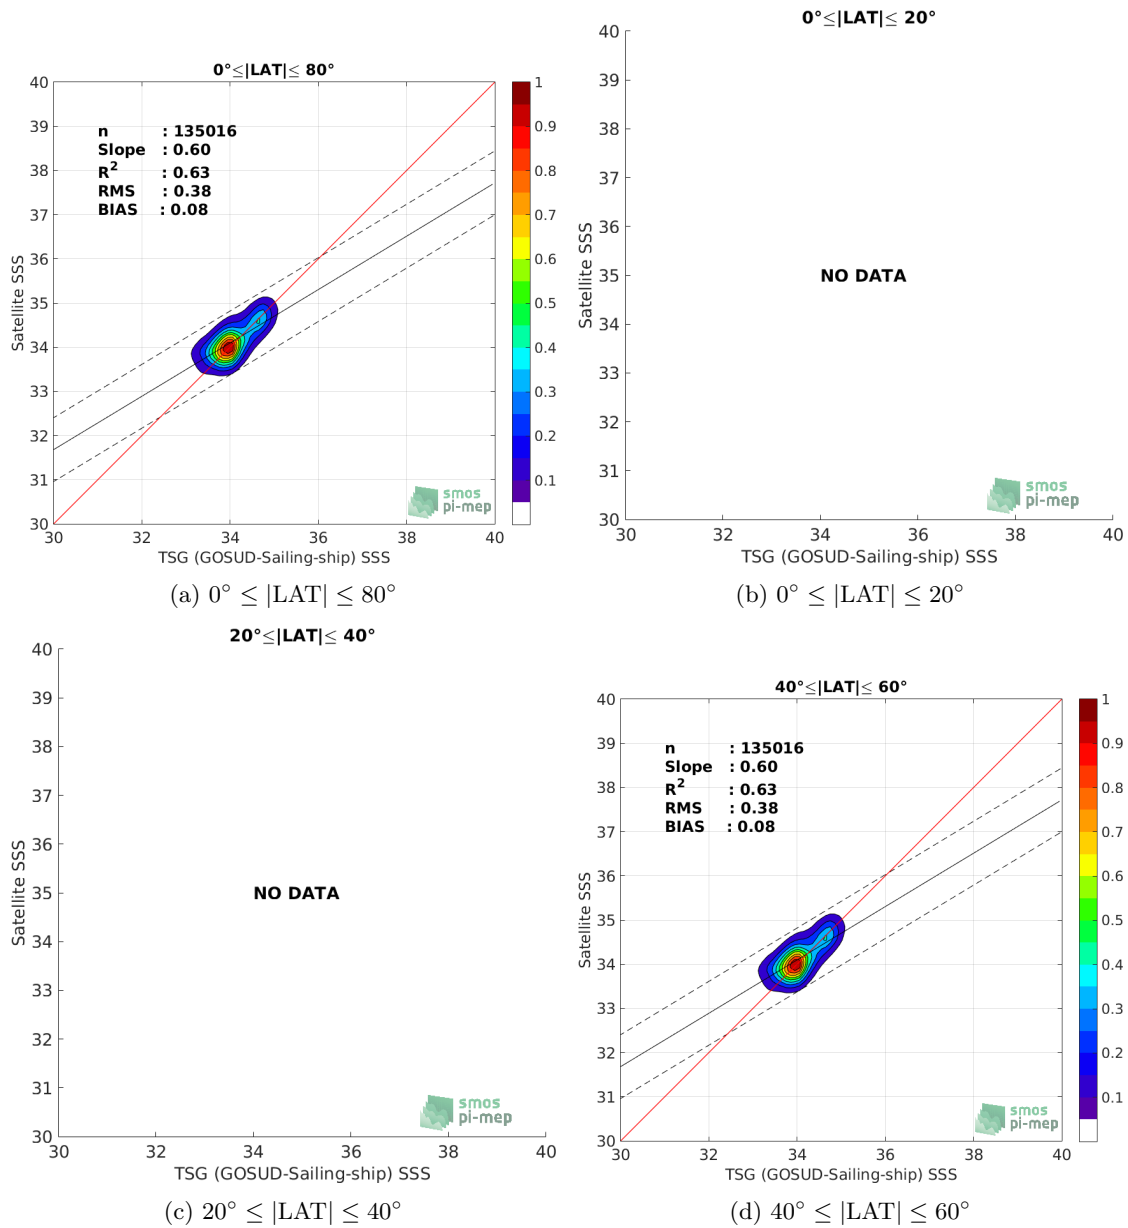 0°≤|LAT|≤ 80°
n : 135016
Slope : 0.60
R² : 0.63
RMS : 0.38
BIAS : 0.08
40
39
38
37
36
35
34
33
32
31
30
Satellite SSS
30 32 34 36 38 40
TSG (GOSUD-Sailing-ship) SSS
1
0.9
0.8
0.7
0.6
0.5
0.4
0.3
0.2
0.1
smos
pi-mep
(a) 0° ≤ |LAT| ≤ 80°
0°≤|LAT|≤ 20°
40
39
38
37
36
35
34
33
32
31
30
Satellite SSS
NO DATA
smos
pi-mep
30 32 34 36 38 40
TSG (GOSUD-Sailing-ship) SSS
(b) 0° ≤ |LAT| ≤ 20°
20°≤|LAT|≤ 40°
40
39
38
37
36
35
34
33
32
31
30
Satellite SSS
NO DATA
smos
pi-mep
30 32 34 36 38 40
TSG (GOSUD-Sailing-ship) SSS
(c) 20° ≤ |LAT| ≤ 40°
40°≤|LAT|≤ 60°
n : 135016
Slope : 0.60
R² : 0.63
RMS : 0.38
BIAS : 0.08
40
39
38
37
36
35
34
33
32
31
30
Satellite SSS
30 32 34 36 38 40
TSG (GOSUD-Sailing-ship) SSS
1
0.9
0.8
0.7
0.6
0.5
0.4
0.3
0.2
0.1
smos
pi-mep
(d) 40° ≤ |LAT| ≤ 60°